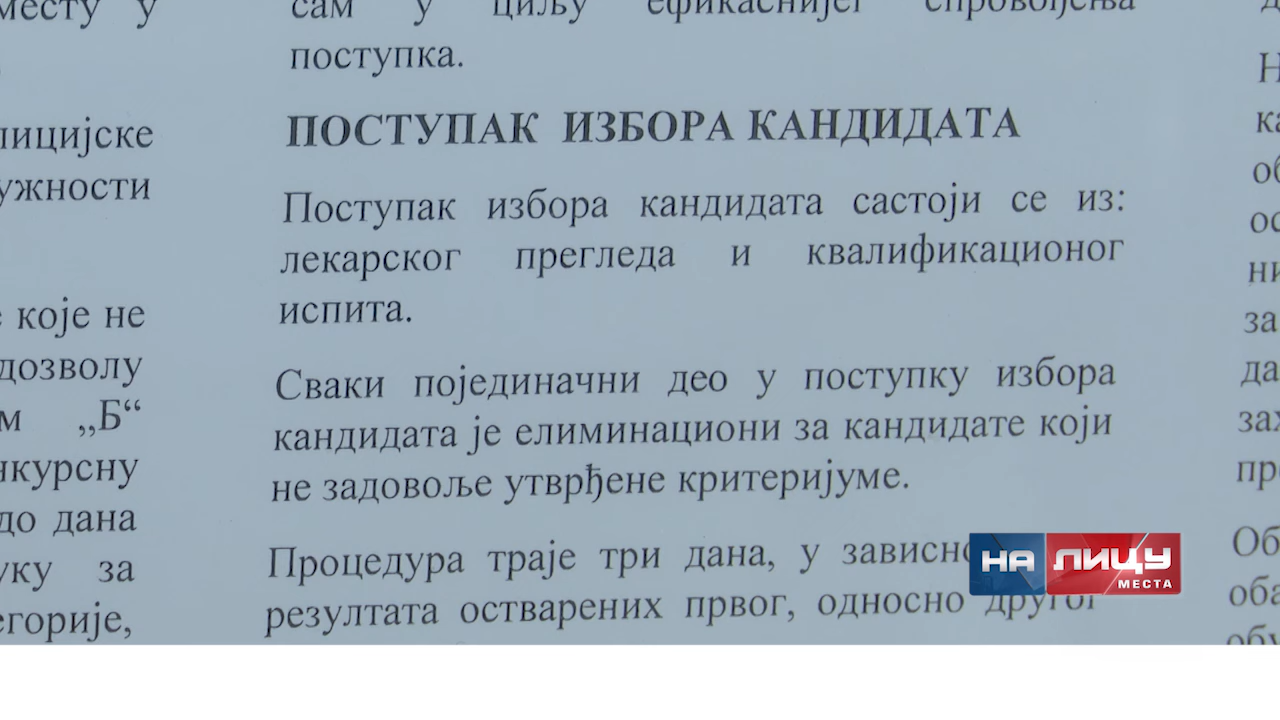 месту у
лицијске
ужности
које не
дозволу
м „Б“
нкурсну
до дана
уку за
егорије,
сам у циљу ефикаснијег спровођења
поступка.
ПОСТУПАК ИЗБОРА КАНДИДАТА
Поступак избора кандидата састоји се из:
лекарског прегледа и квалификационог
испита.
Сваки појединачни део у поступку избора
кандидата је елиминациони за кандидате који
не задовоље утврђене критеријуме.
Процедура траје три дана, у
резултата остварених првог, односно другог
НА ЛИЦУ
МЕСТА